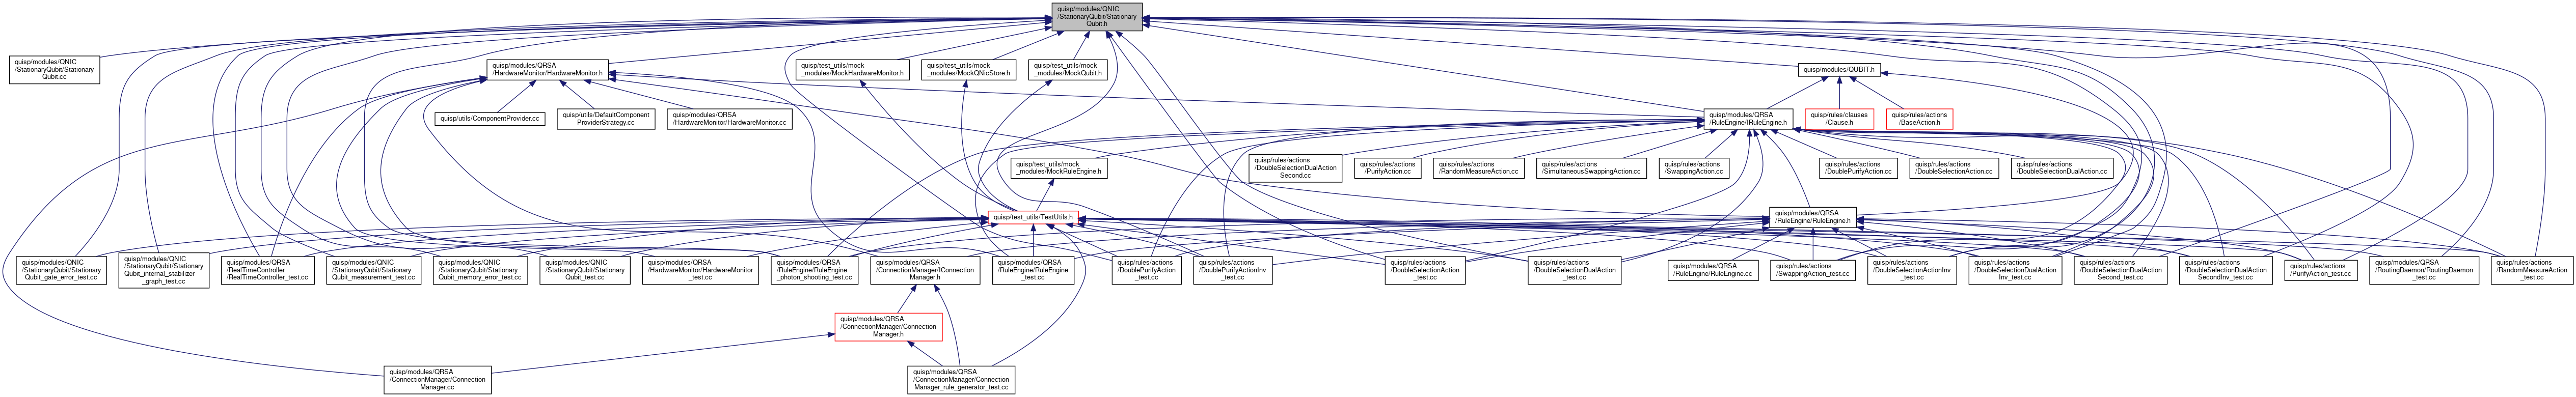 quisp/modules/QNIC
/StationaryQubit/Stationary
Qubit.h
quisp/modules/QNIC
/StationaryQubit/Stationary
Qubit.cc
quisp/modules/QRSA
/HardwareMonitor/HardwareMonitor.h
quisp/test_utils/mock
_modules/MockHardwareMonitor.h
quisp/test_utils/mock
_modules/MockQNicStore.h
quisp/test_utils/mock
_modules/MockQubit.h
quisp/modules/QUBIT.h
quisp/utils/ComponentProvider.cc
quisp/utils/DefaultComponent
ProviderStrategy.cc
quisp/modules/QRSA
/HardwareMonitor/HardwareMonitor.cc
quisp/modules/QRSA
/RuleEngine/IRuleEngine.h
quisp/rules/clauses
/Clause.h
quisp/rules/actions
/BaseAction.h
quisp/test_utils/mock
_modules/MockRuleEngine.h
quisp/rules/actions
/DoubleSelectionDualAction
Second.cc
quisp/rules/actions
/PurifyAction.cc
quisp/rules/actions
/RandomMeasureAction.cc
quisp/rules/actions
/SimultaneousSwappingAction.cc
quisp/rules/actions
/SwappingAction.cc
quisp/rules/actions
/DoublePurifyAction.cc
quisp/rules/actions
/DoubleSelectionAction.cc
quisp/rules/actions
/DoubleSelectionDualAction.cc
quisp/test_utils/TestUtils.h
quisp/modules/QRSA
/RuleEngine/RuleEngine.h
quisp/modules/QNIC
/StationaryQubit/Stationary
Qubit_gate_error_test.cc
quisp/modules/QNIC
/StationaryQubit/Stationary
Qubit_internal_stabilizer
_graph_test.cc
quisp/modules/QRSA
/RealTimeController
/RealTimeController_test.cc
quisp/modules/QNIC
/StationaryQubit/Stationary
Qubit_measurement_test.cc
quisp/modules/QNIC
/StationaryQubit/Stationary
Qubit_memory_error_test.cc
quisp/modules/QNIC
/StationaryQubit/Stationary
Qubit_test.cc
quisp/modules/QRSA
/HardwareMonitor/HardwareMonitor
_test.cc
quisp/modules/QRSA
/RuleEngine/RuleEngine
_photon_shooting_test.cc
quisp/modules/QRSA
/ConnectionManager/IConnection
Manager.h
quisp/modules/QRSA
/RuleEngine/RuleEngine
_test.cc
quisp/rules/actions
/DoublePurifyAction
_test.cc
quisp/rules/actions
/DoublePurifyActionInv
_test.cc
quisp/rules/actions
/DoubleSelectionAction
_test.cc
quisp/rules/actions
/DoubleSelectionDualAction
_test.cc
quisp/modules/QRSA
/RuleEngine/RuleEngine.cc
quisp/rules/actions
/SwappingAction_test.cc
quisp/rules/actions
/DoubleSelectionActionInv
_test.cc
quisp/rules/actions
/DoubleSelectionDualAction
Inv_test.cc
quisp/rules/actions
/DoubleSelectionDualAction
Second_test.cc
quisp/rules/actions
/DoubleSelectionDualAction
SecondInv_test.cc
quisp/rules/actions
/PurifyAction_test.cc
quisp/modules/QRSA
/RoutingDaemon/RoutingDaemon
_test.cc
quisp/rules/actions
/RandomMeasureAction
_test.cc
quisp/modules/QRSA
/ConnectionManager/Connection
Manager.h
quisp/modules/QRSA
/ConnectionManager/Connection
Manager.cc
quisp/modules/QRSA
/ConnectionManager/Connection
Manager_rule_generator_test.cc